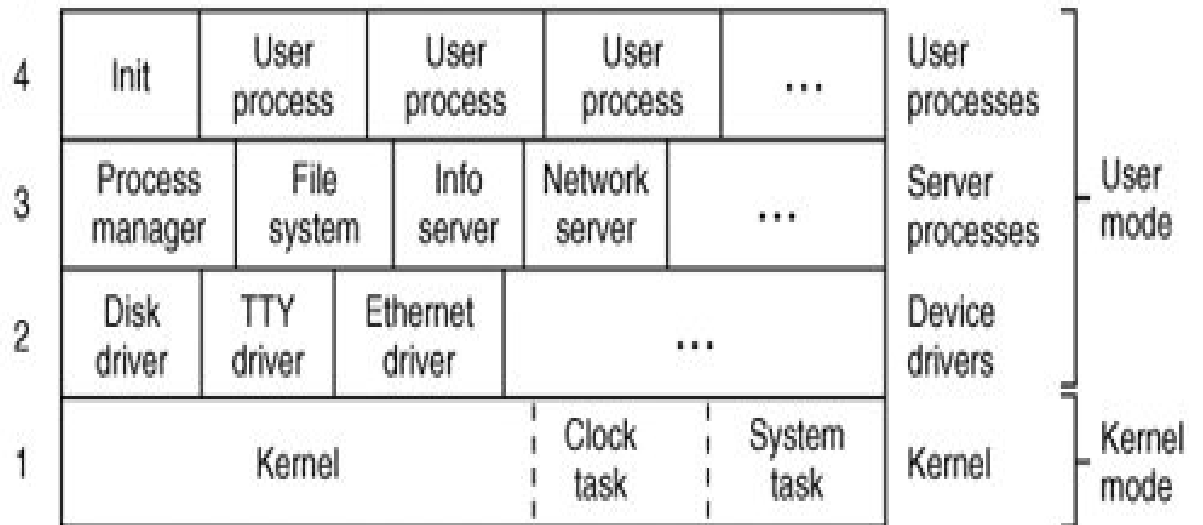 4
Init
User
process
User
process
User
process
...
User
processes
3
Process
manager
File
system
Info
server
Network
server
...
Server
processes
User
mode
2
Disk
driver
TTY
driver
Ethernet
driver
...
Device
drivers
1
Kernel
Clock
task
System
task
Kernel
Kernel
mode